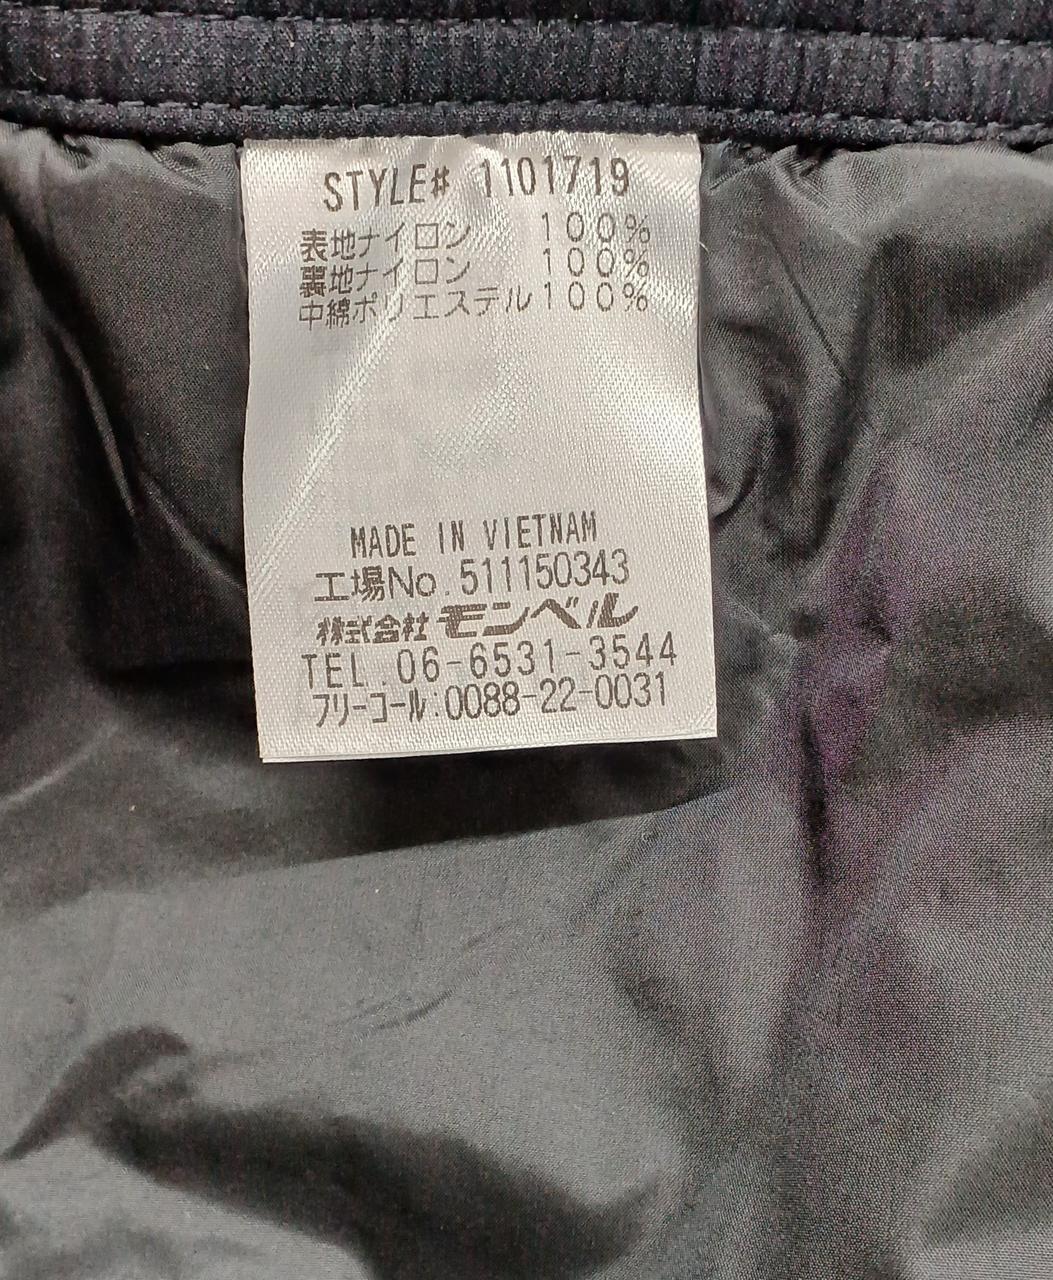 STYLE# 1101719
表地ナイロン 100%
裏地ナイロン 100%
中綿ポリエステル100%
MADE IN VIETNAM
工場No.511150343
株式会社モンベル
TEL.06-6531-3544
フリーコール:0088-22-0031